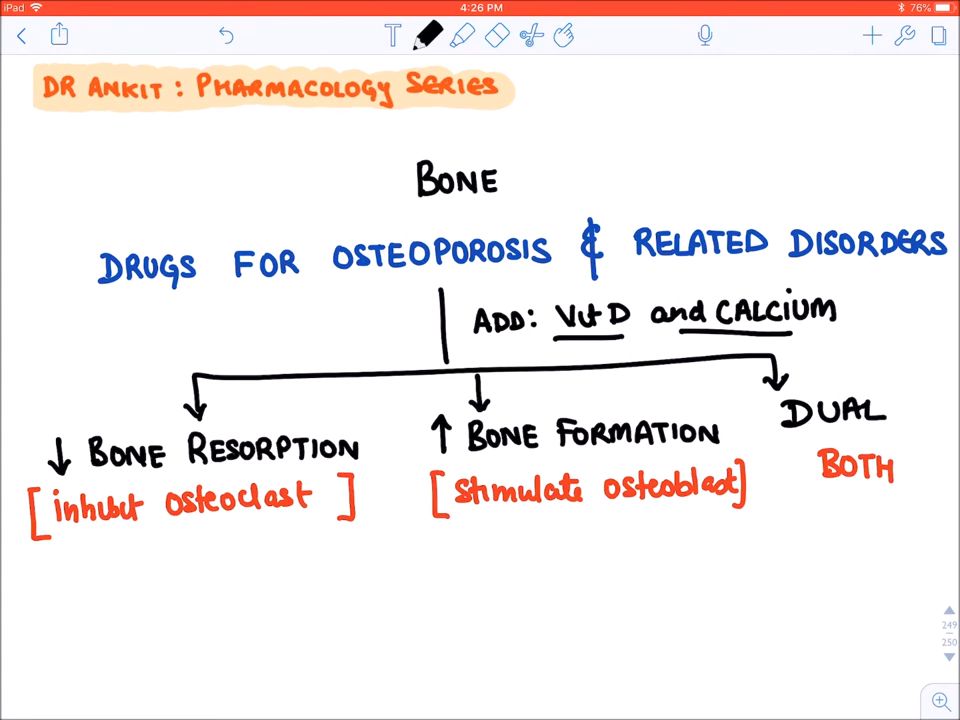 iPad 4:26 PM 76%
T
DR ANKIT : PHARMACOLOGY SERIES
BONE
DRUGS FOR OSTEOPOROSIS & RELATED DISORDERS
ADD: Vit D and CALCIUM
↓ BONE RESORPTION ↑ BONE FORMATION DUAL
[inhibit osteoclast] [stimulate osteoblast] BOTH
249
250